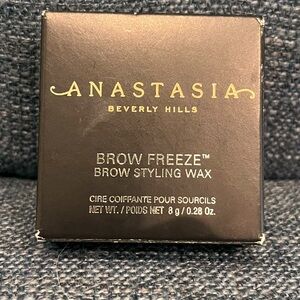 ANASTASIA
BEVERLY HILLS
BROW FREEZE™
BROW STYLING WAX
CIRE COIFFANTE POUR SOURCILS
NET WT. / POIDS NET 8 g / 0.28 Oz.